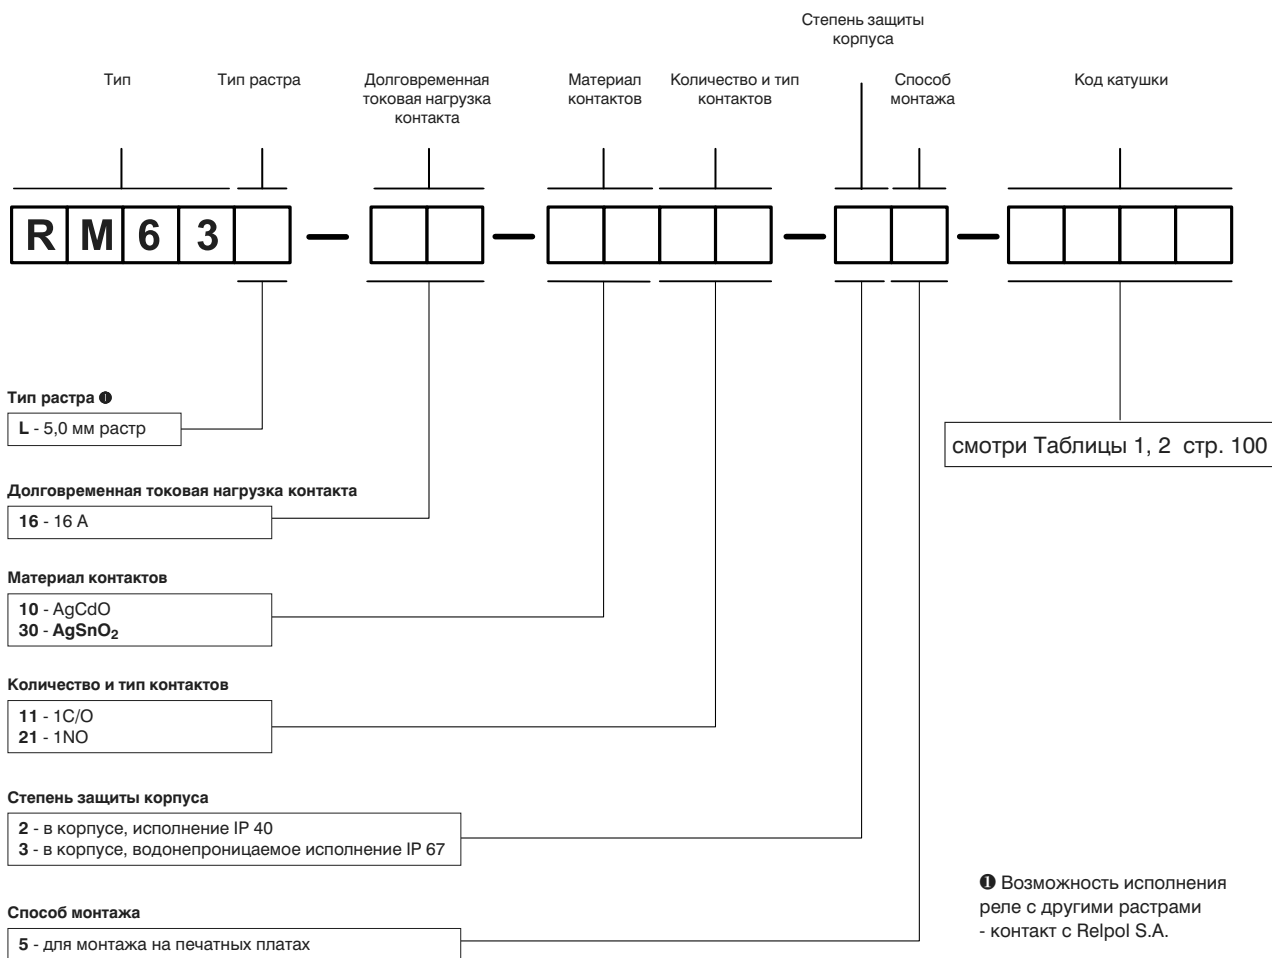 Степень защиты
корпуса
Тип
Тип растра
Долговременная
токовая нагрузка
контакта
Материал
контактов
Количество и тип
контактов
Способ
монтажа
Код катушки
R M 6 3 — — — —
Тип растра ❶
L - 5,0 мм растр
смотри Таблицы 1, 2 стр. 100
Долговременная токовая нагрузка контакта
16 - 16 A
Материал контактов
10 - AgCdO
30 - AgSnO₂
Количество и тип контактов
11 - 1C/O
21 - 1NO
Степень защиты корпуса
2 - в корпусе, исполнение IP 40
3 - в корпусе, водонепроницаемое исполнение IP 67
❶ Возможность исполнения
реле с другими растрами
- контакт с Relpol S.A.
Способ монтажа
5 - для монтажа на печатных платах